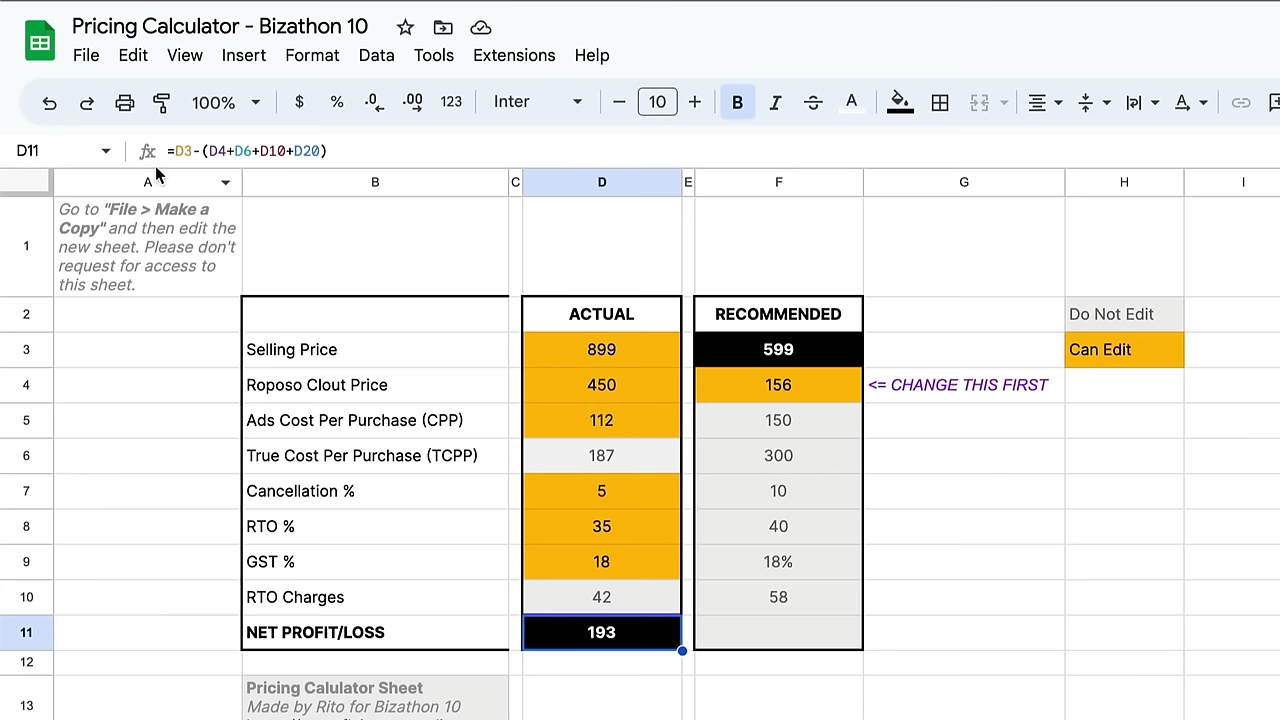 Pricing Calculator - Bizathon 10
File Edit View Insert Format Data Tools Extensions Help
100% $ % .0 .00 123 Inter 10 B I A A
D11 fx =D3-(D4+D6+D10+D20)
A B C D E F G H I
1 Go to "File > Make a
Copy" and then edit the
new sheet. Please don't
request for access to
this sheet.
2 ACTUAL RECOMMENDED Do Not Edit
3 Selling Price 899 599 Can Edit
4 Roposo Clout Price 450 156 <= CHANGE THIS FIRST
5 Ads Cost Per Purchase (CPP) 112 150
6 True Cost Per Purchase (TCPP) 187 300
7 Cancellation % 5 10
8 RTO % 35 40
9 GST % 18 18%
10 RTO Charges 42 58
11 NET PROFIT/LOSS 193
12
13 Pricing Calulator Sheet
Made by Rito for Bizathon 10